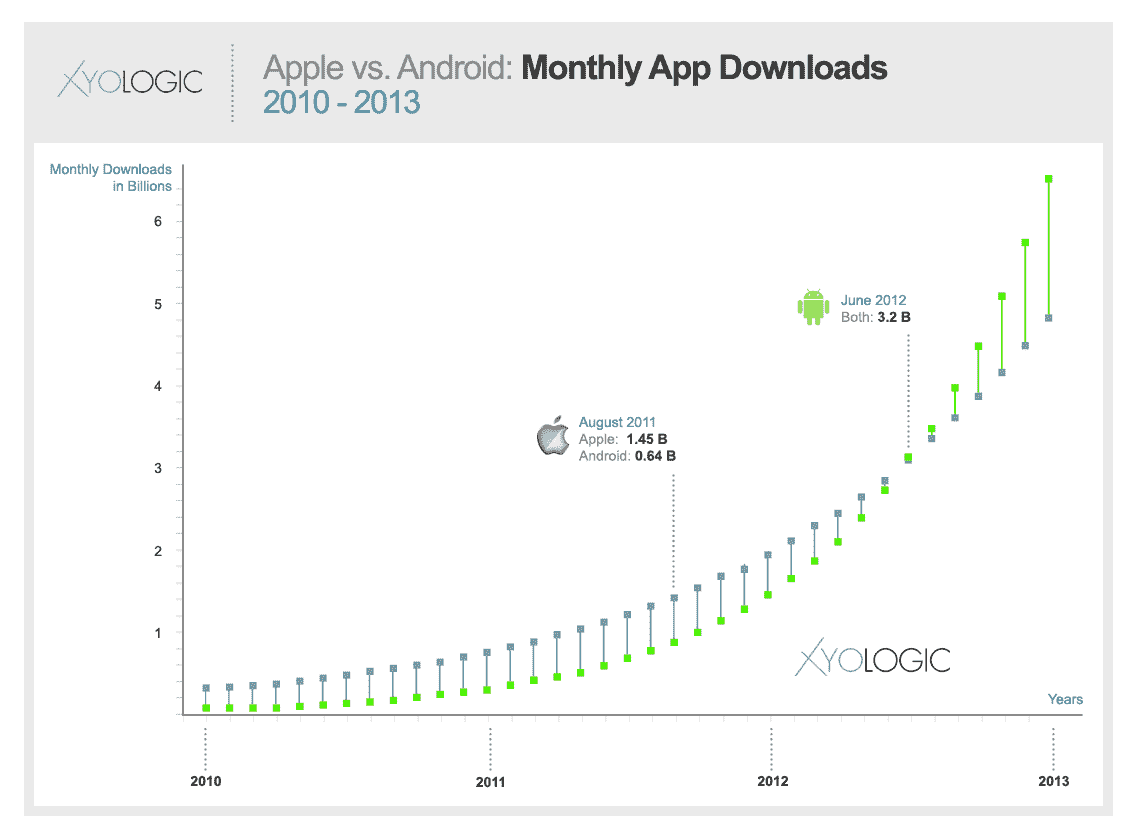 XYOLOGIC
Apple vs. Android: Monthly App Downloads
2010 - 2013
Monthly Downloads
in Billions
6
5
4
3
2
1
June 2012
Both: 3.2 B
August 2011
Apple: 1.45 B
Android: 0.64 B
XYOLOGIC
Years
2010
2011
2012
2013